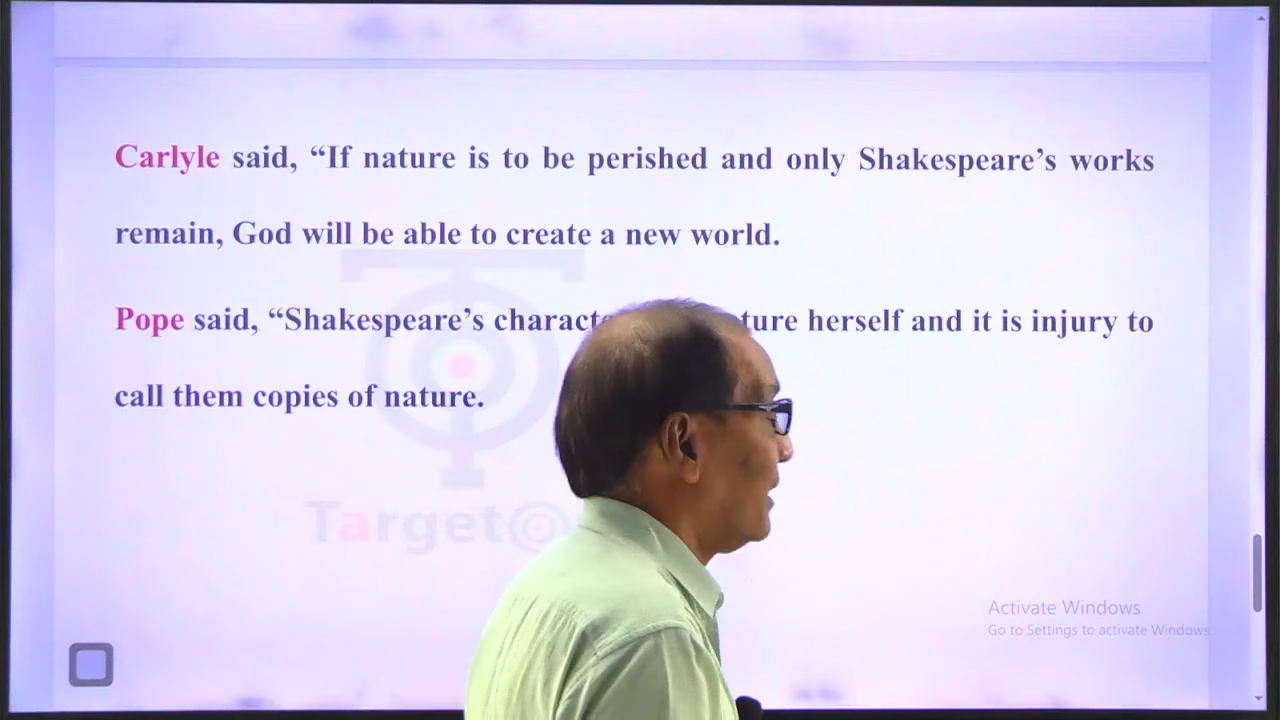 Carlyle said, “If nature is to be perished and only Shakespeare’s works
remain, God will be able to create a new world.
Pope said, “Shakespeare’s herself and it is injury to
call them copies of nature.
Target@
Activate Windows
Go to Settings to activate Windows.